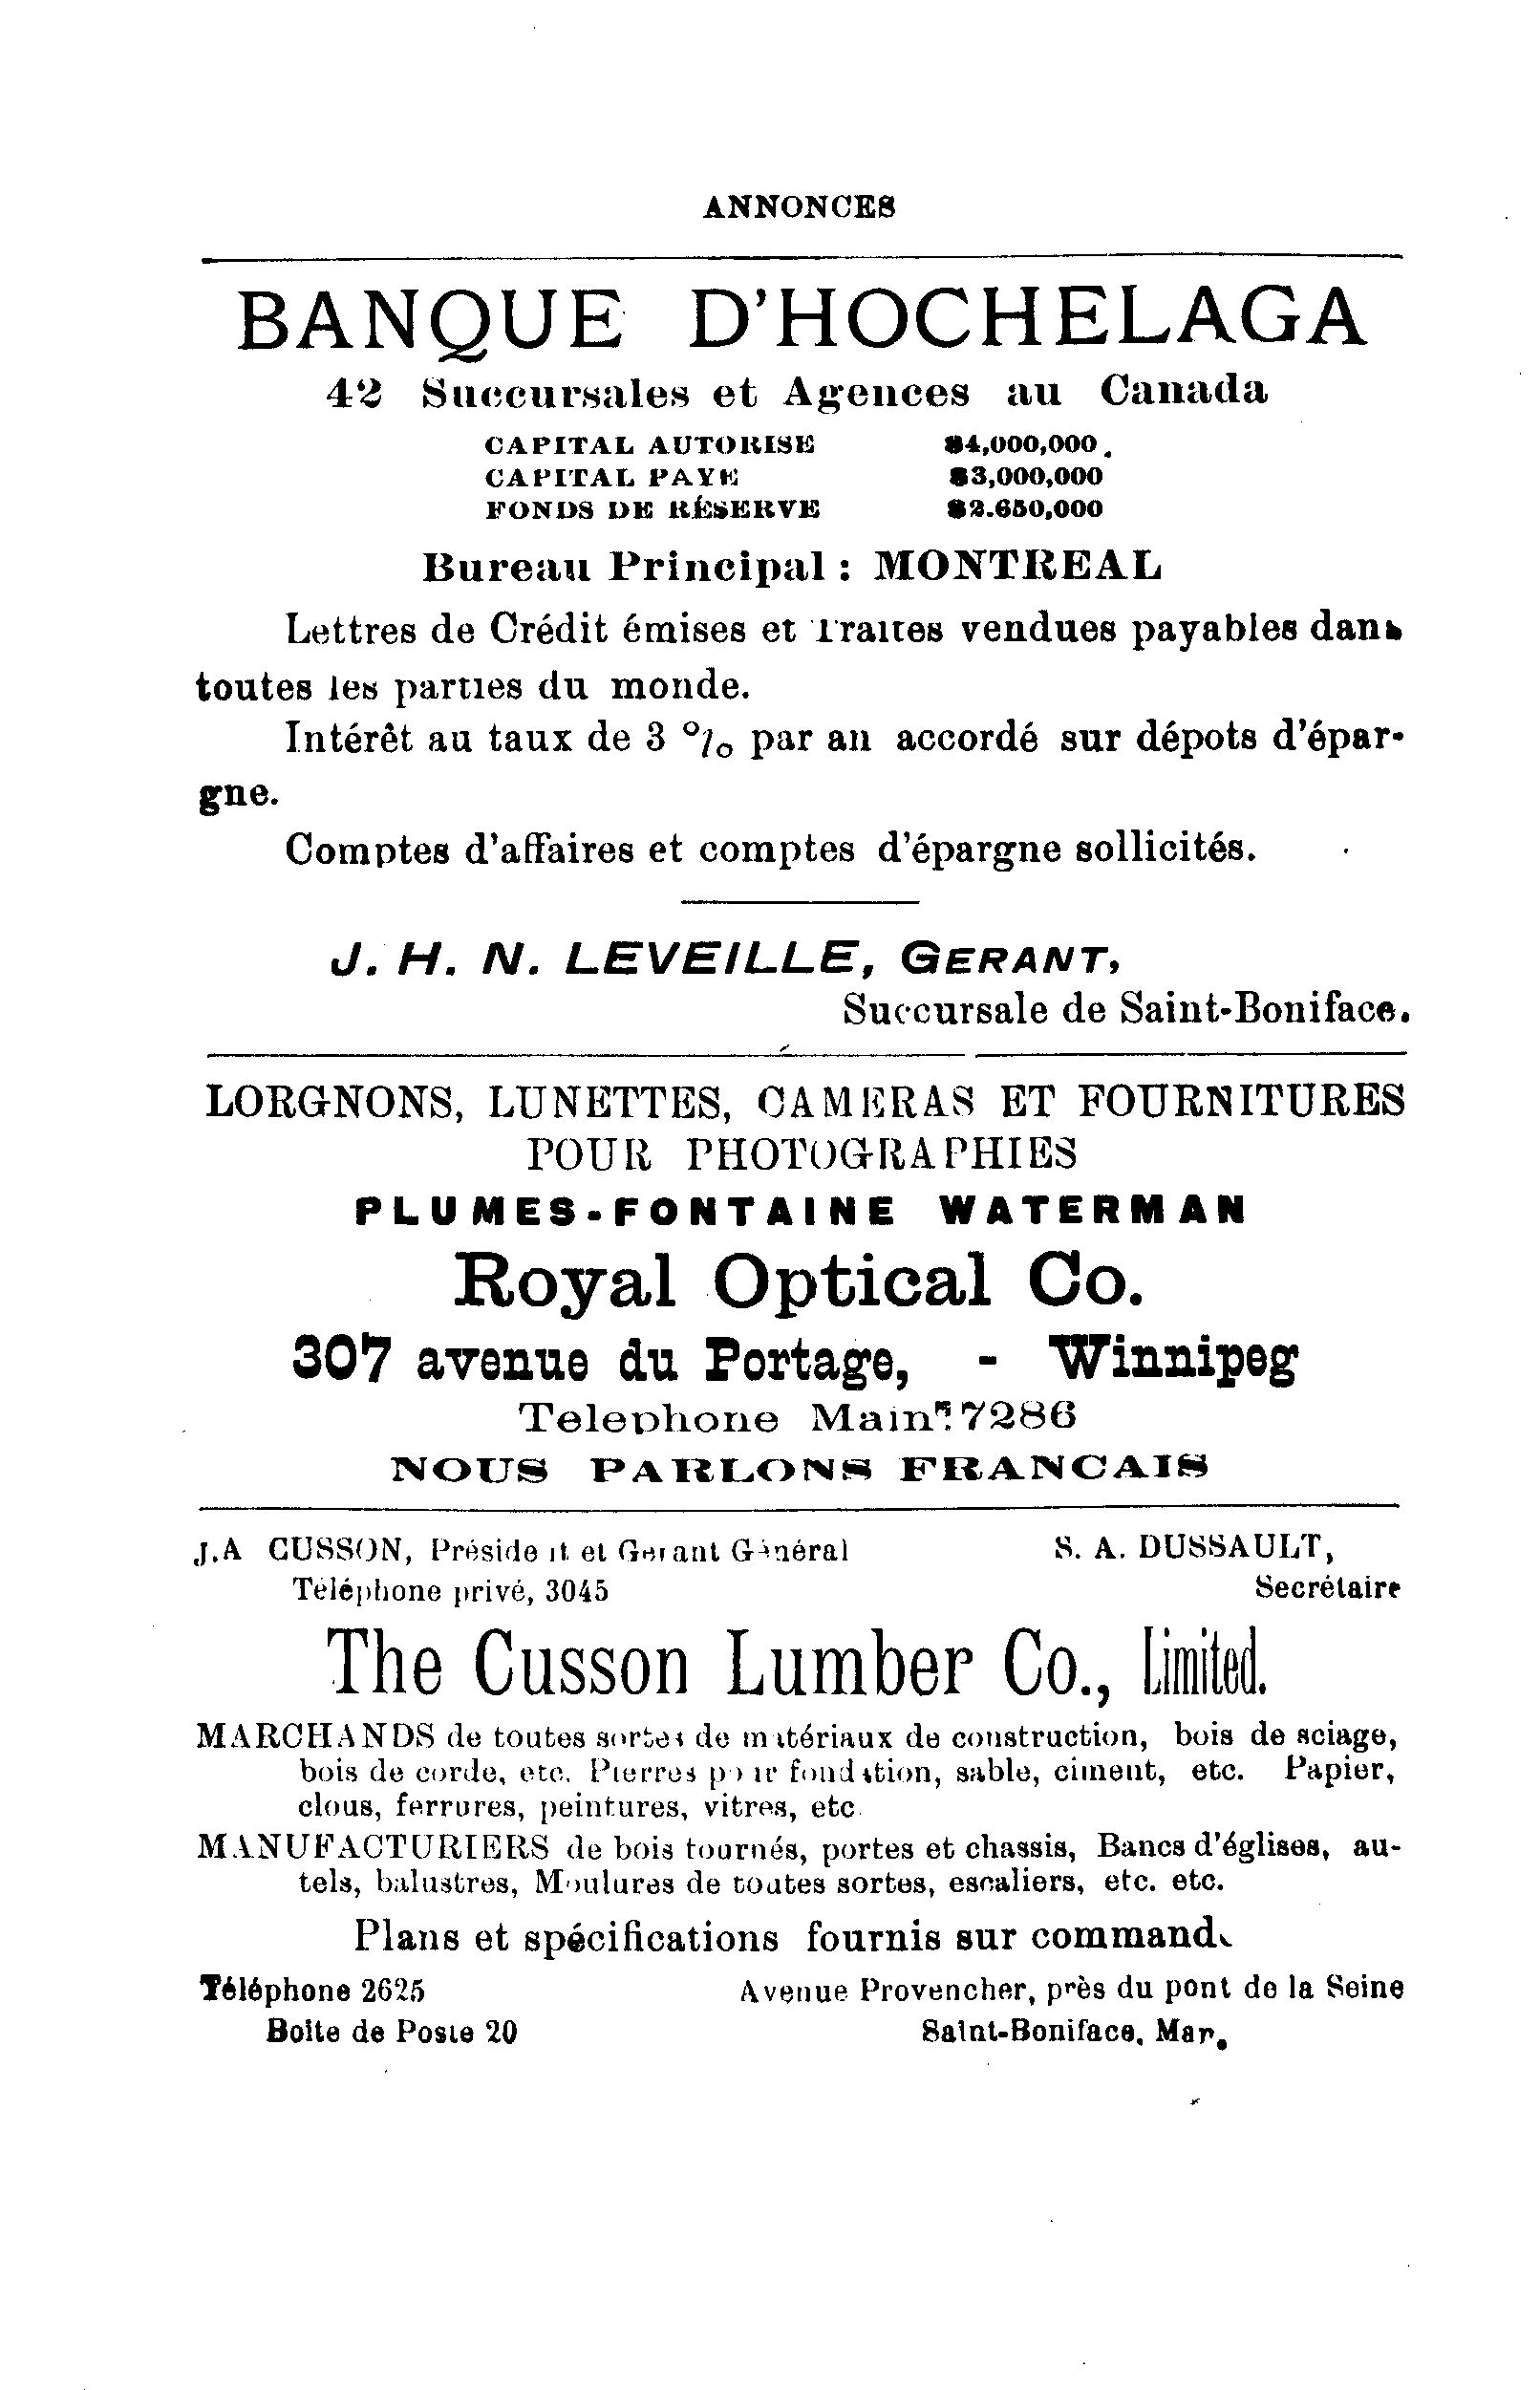 ANNONCES
BANQUE D'HOCHELAGA
42 Succursales et Agences au Canada
CAPITAL AUTORISE $4,000,000.
CAPITAL PAYE $3,000,000
FONDS DE RÉSERVE $2.650,000
Bureau Principal : MONTREAL
Lettres de Crédit émises et Traites vendues payables dans
toutes les parties du monde.
Intérêt au taux de 3 % par an accordé sur dépots d'épar-
gne.
Comptes d'affaires et comptes d'épargne sollicités.
J. H. N. LEVEILLE, GERANT,
Succursale de Saint-Boniface.
LORGNONS, LUNETTES, CAMERAS ET FOURNITURES
POUR PHOTOGRAPHIES
PLUMES-FONTAINE WATERMAN
Royal Optical Co.
307 avenue du Portage, - Winnipeg
Telephone Main 7286
NOUS PARLONS FRANCAIS
J.A CUSSON, Président et Gerant Général S. A. DUSSAULT,
Téléphone privé, 3045 Secrétaire
The Cusson Lumber Co., Limited.
MARCHANDS de toutes sortes de matériaux de construction, bois de sciage,
bois de corde, etc. Pierres pour fondation, sable, ciment, etc. Papier,
clous, ferrures, peintures, vitres, etc
MANUFACTURIERS de bois tournés, portes et chassis, Bancs d'églises, au-
tels, balustres, Moulures de toutes sortes, escaliers, etc. etc.
Plans et spécifications fournis sur commande
Téléphone 2625 Avenue Provencher, près du pont de la Seine
Boite de Poste 20 Saint-Boniface, Man.